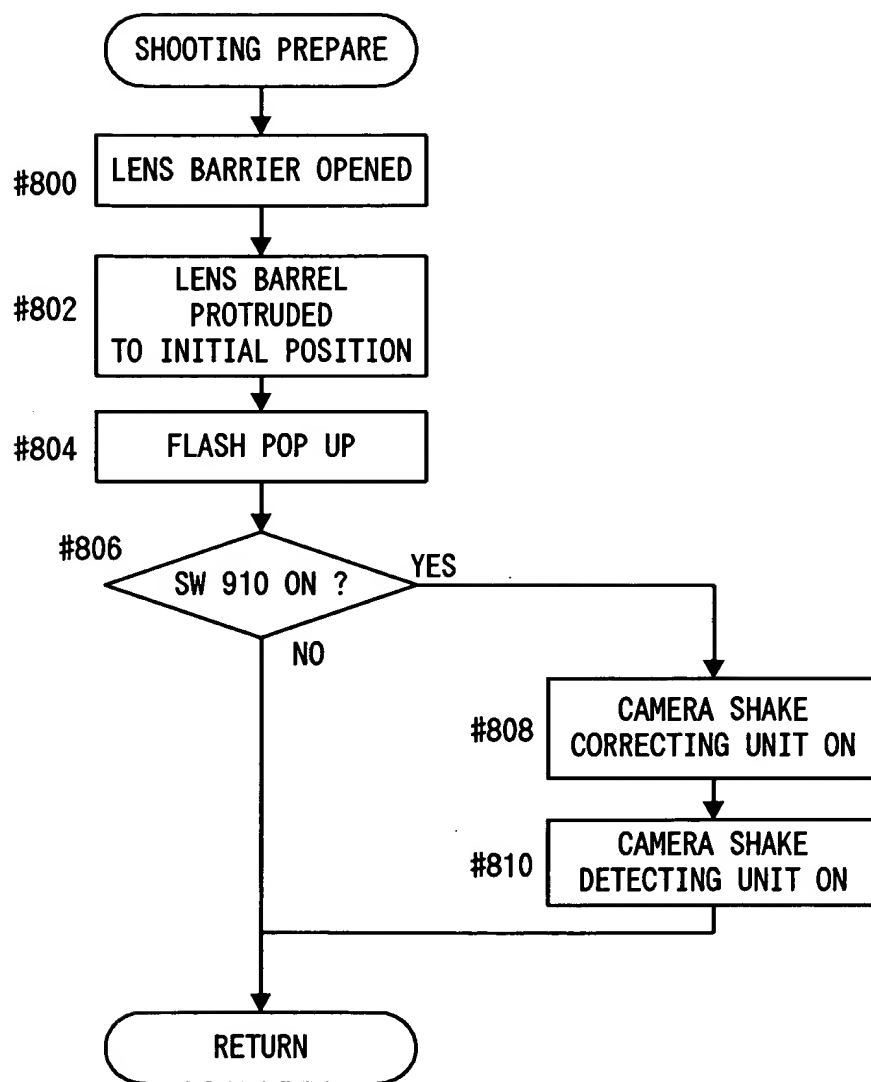 SHOOTING PREPARE
#800
LENS BARRIER OPENED
#802
LENS BARREL
PROTRUDED
TO INITIAL POSITION
#804
FLASH POP UP
#806
SW 910 ON ?
YES
NO
#808
CAMERA SHAKE
CORRECTING UNIT ON
#810
CAMERA SHAKE
DETECTING UNIT ON
RETURN